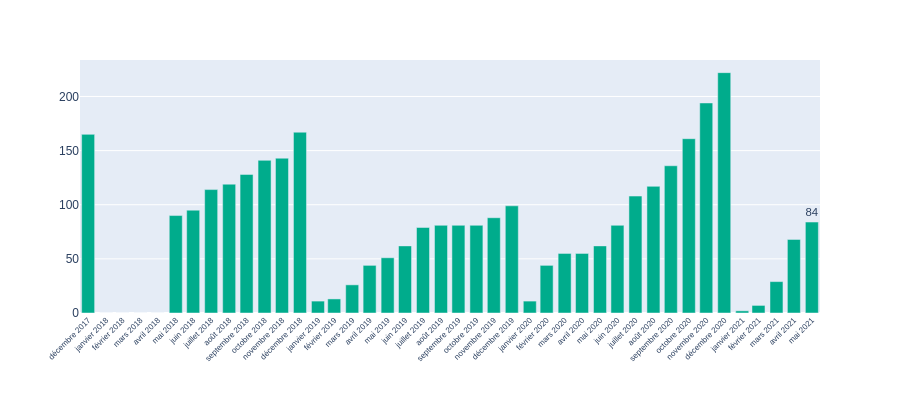 200
150
100
50
0
84
décembre 2017
janvier 2018
février 2018
mars 2018
avril 2018
mai 2018
juin 2018
juillet 2018
août 2018
septembre 2018
octobre 2018
novembre 2018
décembre 2018
janvier 2019
février 2019
mars 2019
avril 2019
mai 2019
juin 2019
juillet 2019
août 2019
septembre 2019
octobre 2019
novembre 2019
décembre 2019
janvier 2020
février 2020
mars 2020
avril 2020
mai 2020
juin 2020
juillet 2020
août 2020
septembre 2020
octobre 2020
novembre 2020
décembre 2020
janvier 2021
février 2021
mars 2021
avril 2021
mai 2021